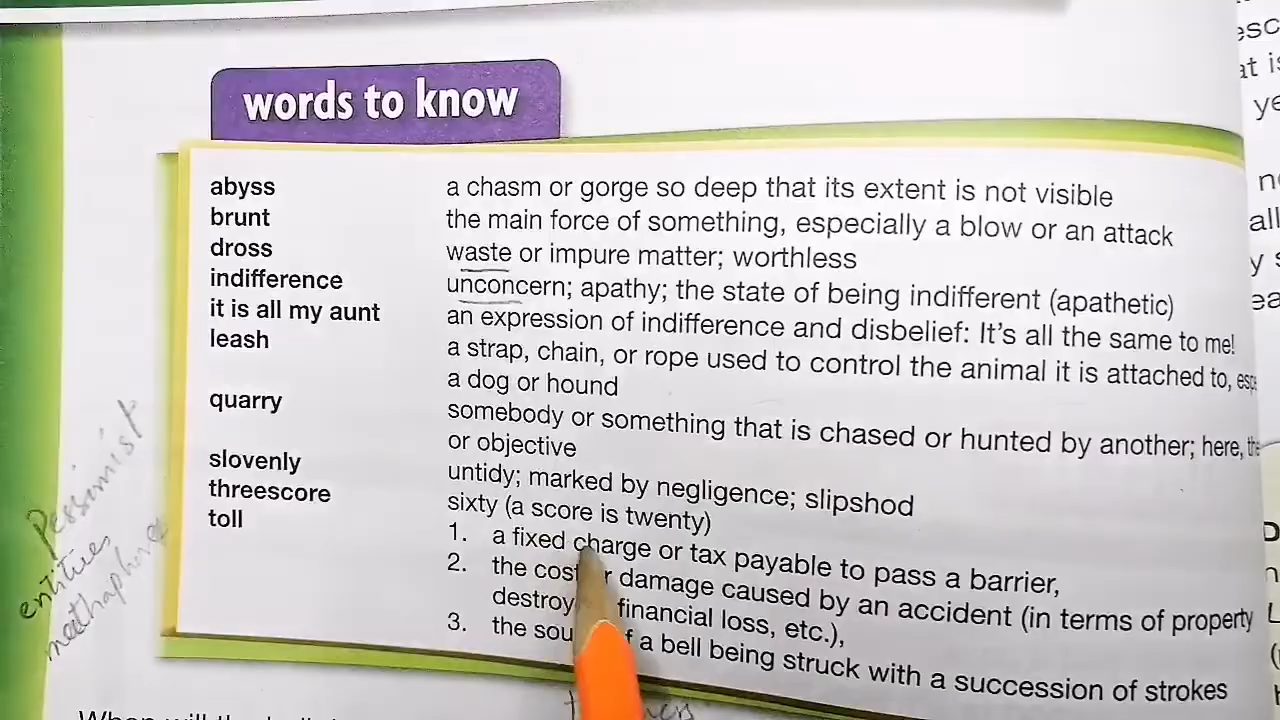 words to know
abyss a chasm or gorge so deep that its extent is not visible
brunt the main force of something, especially a blow or an attack
dross waste or impure matter; worthless
indifference unconcern; apathy; the state of being indifferent (apathetic)
it is all my aunt an expression of indifference and disbelief: It's all the same to me!
leash a strap, chain, or rope used to control the animal it is attached to,
a dog or hound
quarry somebody or something that is chased or hunted by another; here,
or objective
slovenly untidy; marked by negligence; slipshod
threescore sixty (a score is twenty)
toll 1. a fixed charge or tax payable to pass a barrier,
2. the cost damage caused by an accident (in terms of property
financial loss, etc.),
3. the a bell being struck with a succession of strokes
Pessimist
entities
When will the